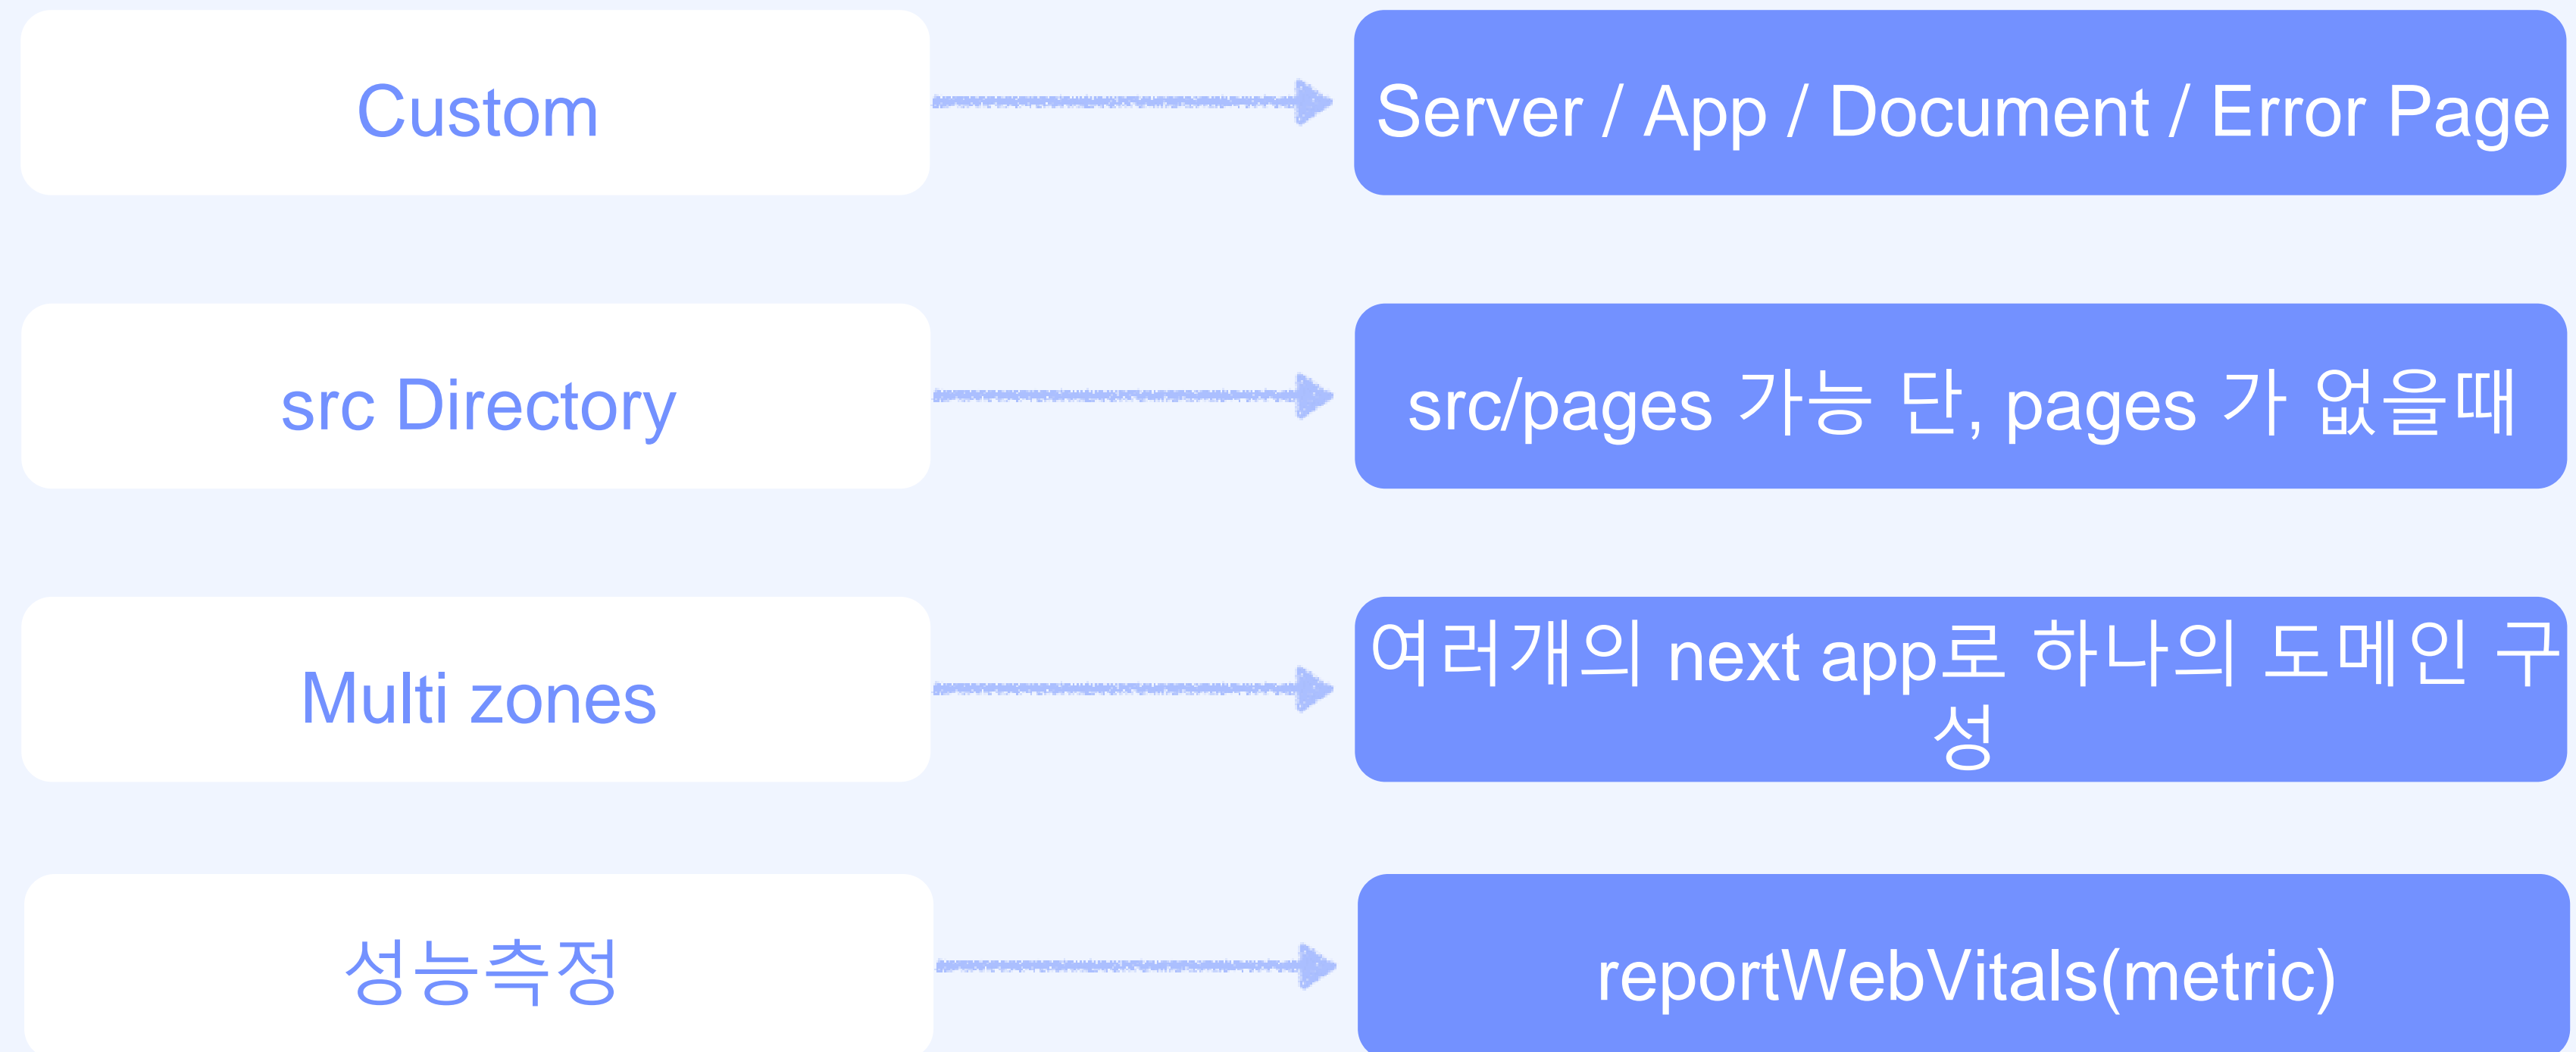 Custom
Server / App / Document / Error Page
src Directory
src/pages 가능 단, pages 가 없을때
Multi zones
여러개의 next app로 하나의 도메인 구
성
성능측정
reportWebVitals(metric)